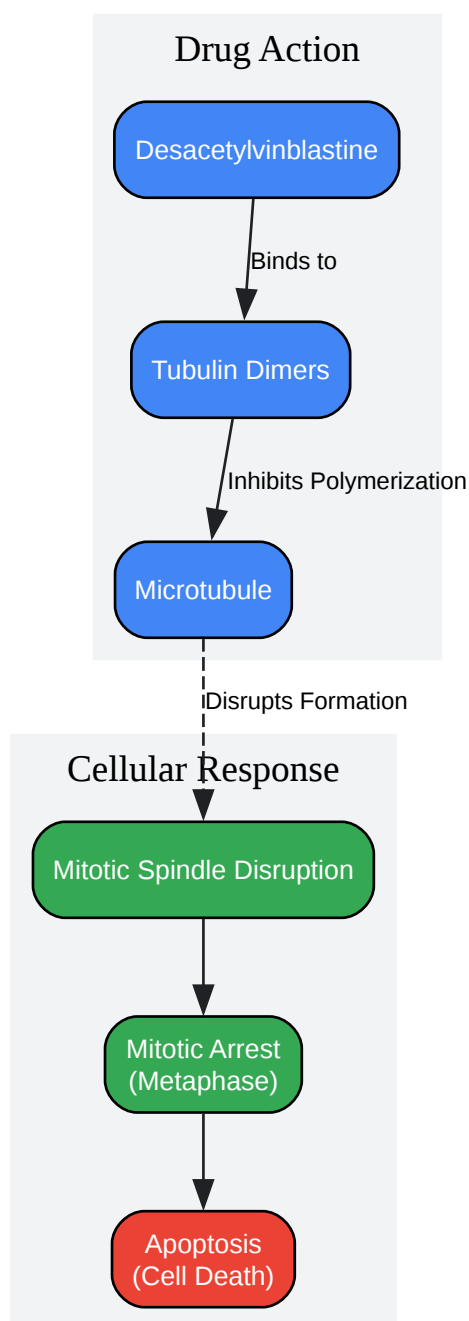 Drug Action
Desacetylvinblastine
Binds to
Tubulin Dimers
Inhibits Polymerization
Microtubule
Disrupts Formation
Cellular Response
Mitotic Spindle Disruption
Mitotic Arrest
(Metaphase)
Apoptosis
(Cell Death)